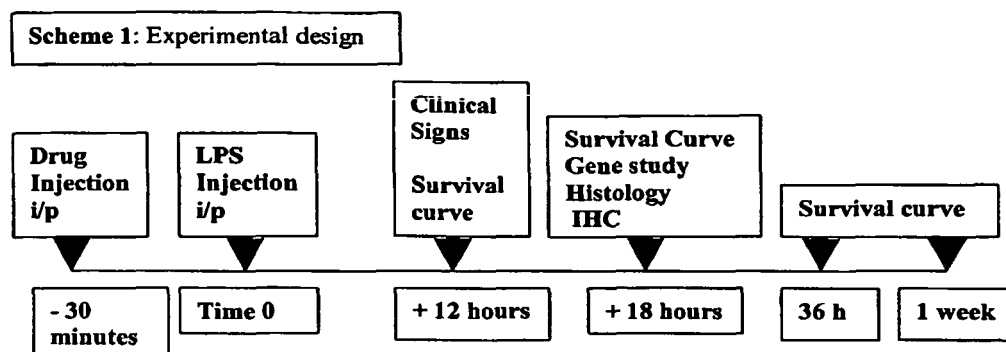 Scheme 1: Experimental design
Drug
Injection
i/p
LPS
Injection
i/p
Clinical
Signs
Survival
curve
Survival Curve
Gene study
Histology
IHC
Survival curve
- 30
minutes
Time 0
+ 12 hours
+ 18 hours
36 h
1 week